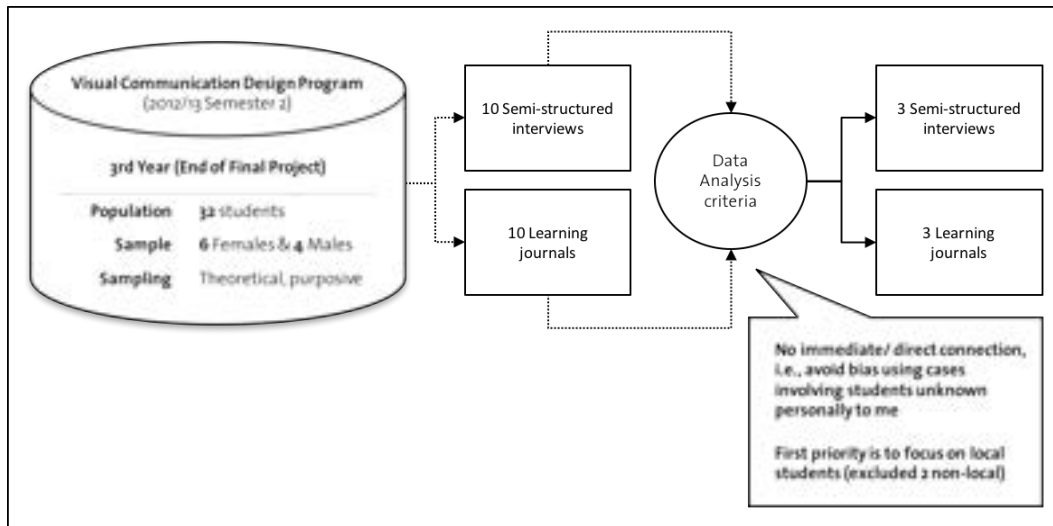 Visual Communication Design Program
(2012/13 Semester 2)
3rd Year (End of Final Project)
Population 32 students
Sample 6 Females & 4 Males
Sampling Theoretical, purposive
10 Semi-structured
interviews
10 Learning
journals
Data
Analysis
criteria
3 Semi-structured
interviews
3 Learning
journals
No immediate/ direct connection,
i.e., avoid bias using cases
involving students unknown
personally to me
First priority is to focus on local
students (excluded 2 non-local)